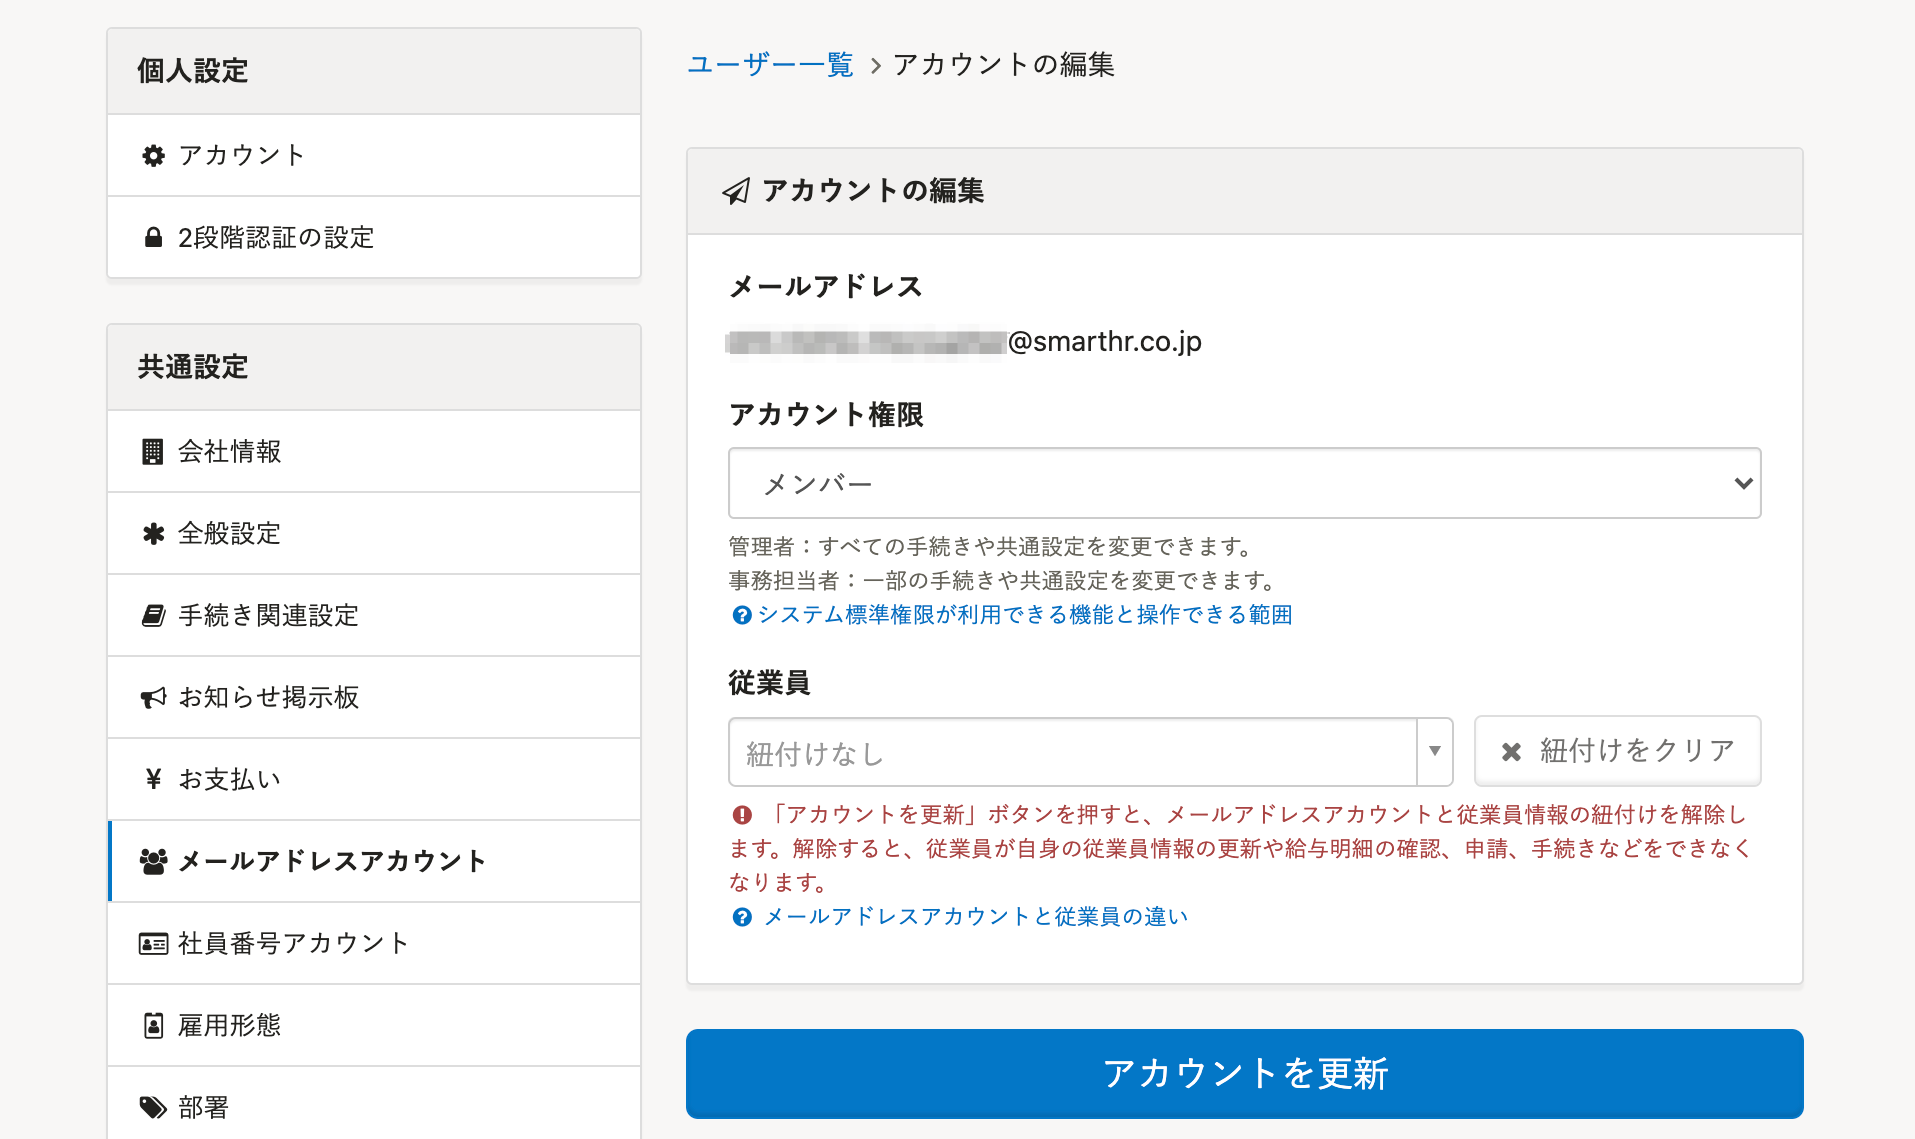 個人設定
アカウント
2段階認証の設定
共通設定
会社情報
全般設定
手続き関連設定
お知らせ掲示板
お支払い
メールアドレスアカウント
社員番号アカウント
雇用形態
部署
ユーザー一覧 > アカウントの編集
アカウントの編集
メールアドレス
@smarthr.co.jp
アカウント権限
メンバー
管理者：すべての手続きや共通設定を変更できます。
事務担当者：一部の手続きや共通設定を変更できます。
システム標準権限が利用できる機能と操作できる範囲
従業員
紐付けなし
紐付けをクリア
「アカウントを更新」ボタンを押すと、メールアドレスアカウントと従業員情報の紐付けを解除し
ます。解除すると、従業員が自身の従業員情報の更新や給与明細の確認、申請、手続きなどをできなく
なります。
メールアドレスアカウントと従業員の違い
アカウントを更新